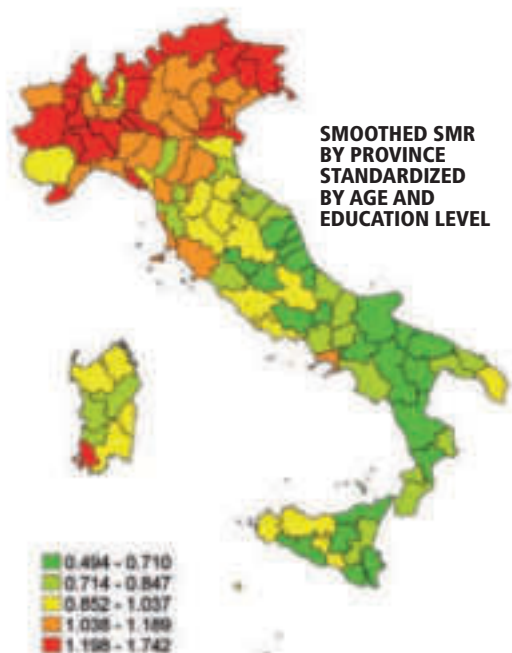 SMOOTHED SMR
BY PROVINCE
STANDARDIZED
BY AGE AND
EDUCATION LEVEL
0.494 - 0.710
0.714 - 0.847
0.852 - 1.037
1.038 - 1.189
1.198 - 1.742